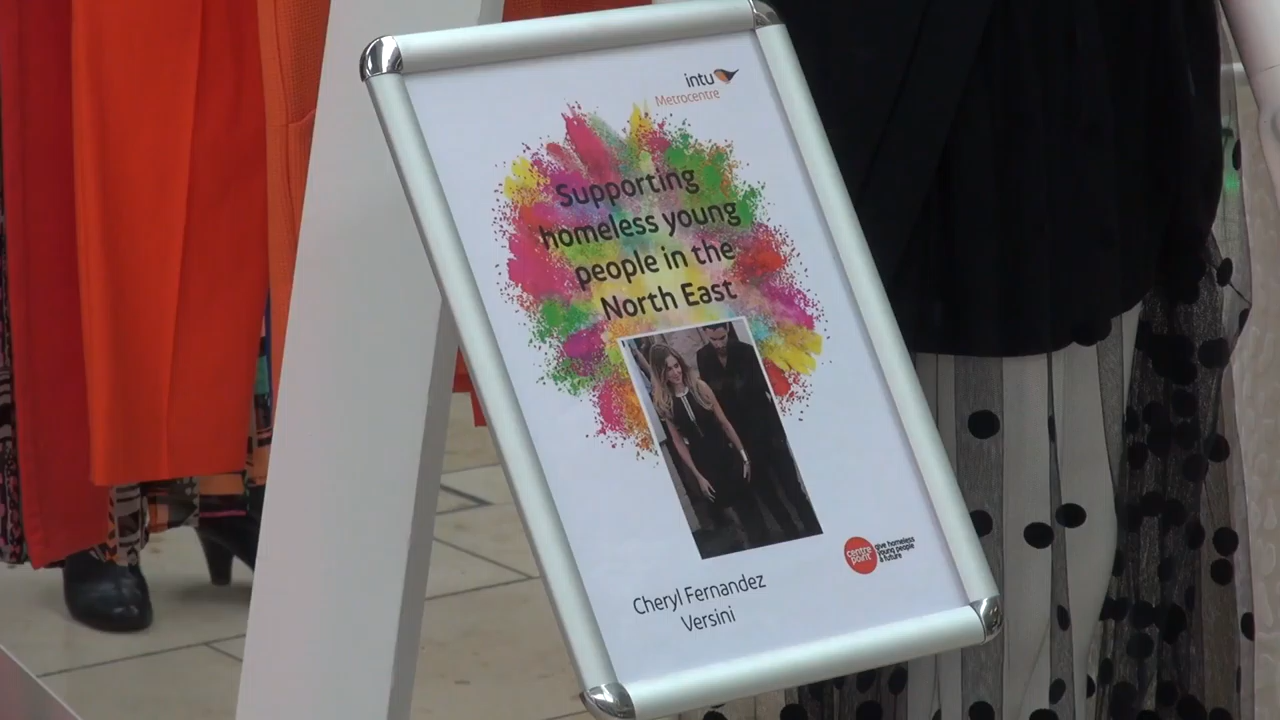 intu
Metrocentre
Supporting
homeless young
people in the
North East
centre
point
give homeless
young people
a future
Cheryl Fernandez
Versini